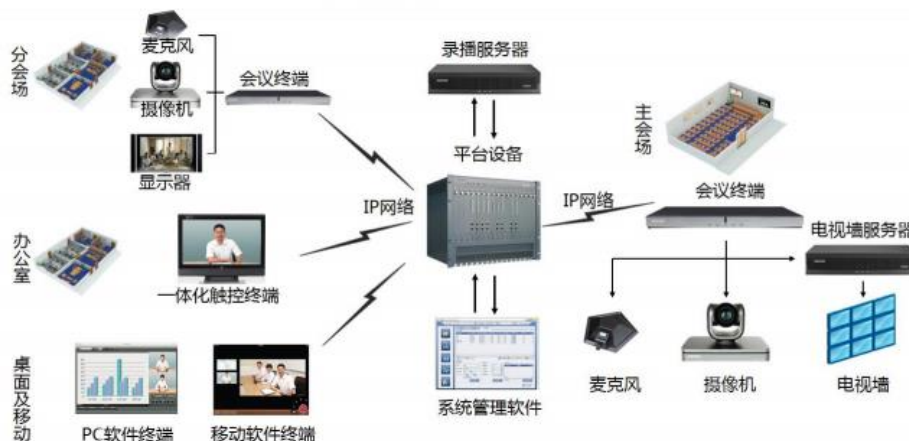 分会场
麦克风
摄像机
显示器
会议终端
录播服务器
平台设备
主会场
会议终端
IP网络
IP网络
办公室
一体化触控终端
电视墙服务器
桌面及移动
PC软件终端
移动软件终端
系统管理软件
麦克风
摄像机
电视墙